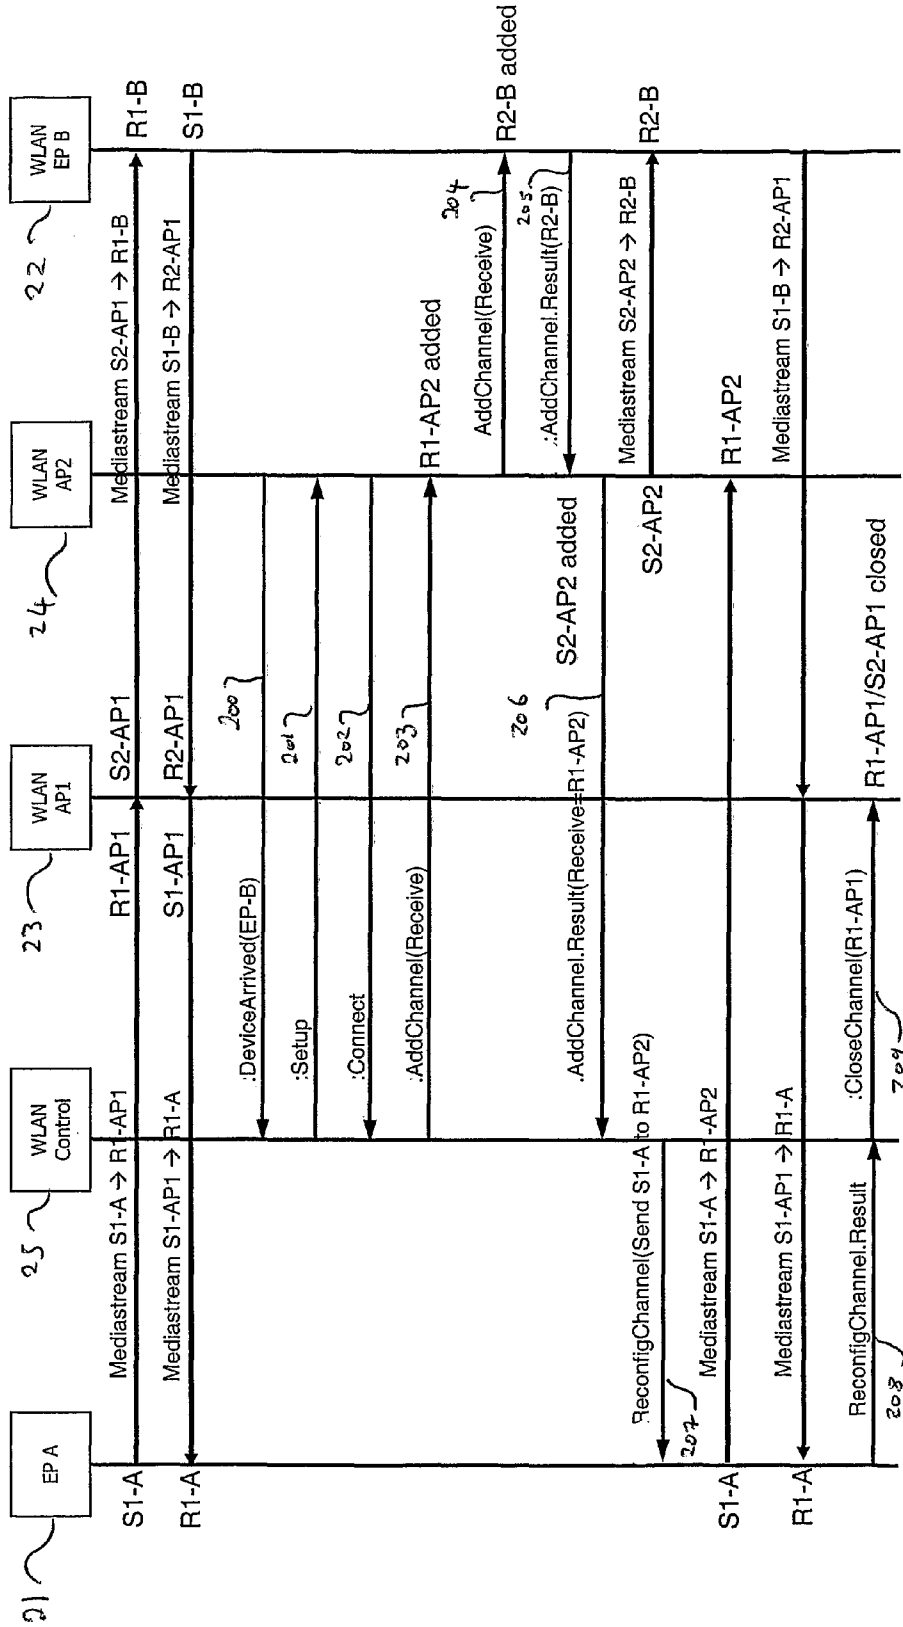 21
EP A
25
WLAN
Control
23
WLAN
AP1
24
WLAN
AP2
22
WLAN
EP B
S1-A
Mediastream S1-A → R1-AP1
R1-AP1
S2-AP1
Mediastream S2-AP1 → R1-B
R1-B
R1-A
Mediastream S1-AP1 → R1-A
S1-AP1
R2-AP1
Mediastream S1-B → R2-AP1
S1-B
:DeviceArrived(EP-B)
200
:Setup
201
:Connect
202
:AddChannel(Receive)
203
R1-AP2 added
AddChannel(Receive)
204
R2-B added
:AddChannel.Result(R2-B)
205
S2-AP2 added
:AddChannel.Result(Receive=R1-AP2)
206
S2-AP2
Mediastream S2-AP2 → R2-B
R2-B
ReconfigChannel(Send S1-A to R1-AP2)
207
S1-A
Mediastream S1-A → R1-AP2
R1-AP2
R1-A
Mediastream S1-AP1 → R1-A
Mediastream S1-B → R2-AP1
ReconfigChannel.Result
208
:CloseChannel(R1-AP1)
209
R1-AP1/S2-AP1 closed